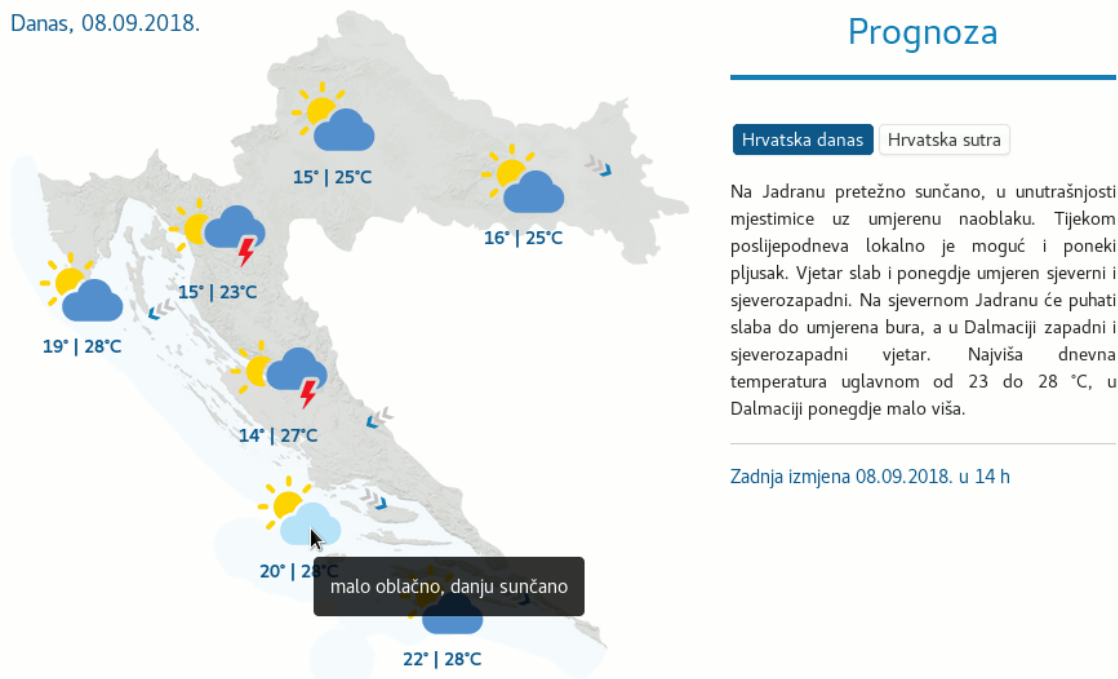 Danas, 08.09.2018.
15° | 25°C
16° | 25°C
15° | 23°C
19° | 28°C
14° | 27°C
20° | 28°C
malo oblačno, danju sunčano
22° | 28°C
Prognoza
Hrvatska danas
Hrvatska sutra
Na Jadranu pretežno sunčano, u unutrašnjosti
mjestimice uz umjerenu naoblaku. Tijekom
poslijepodneva lokalno je moguć i poneki
pljusak. Vjetar slab i ponegdje umjeren sjeverni i
sjeverozapadni. Na sjevernom Jadranu će puhati
slaba do umjerena bura, a u Dalmaciji zapadni i
sjeverozapadni vjetar. Najviša dnevna
temperatura uglavnom od 23 do 28 °C, u
Dalmaciji ponegdje malo viša.
Zadnja izmjena 08.09.2018. u 14 h